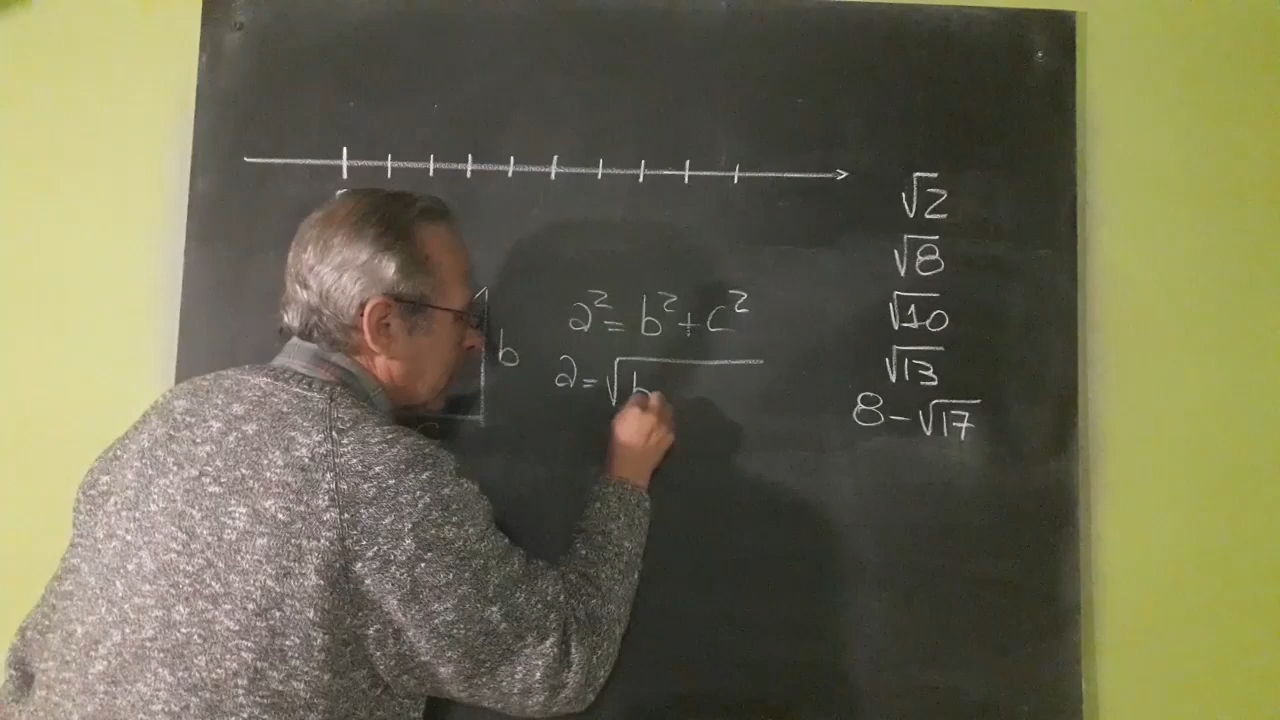 b
c
a² = b² + c²
a = √b
√2
√8
√10
√13
8 - √17